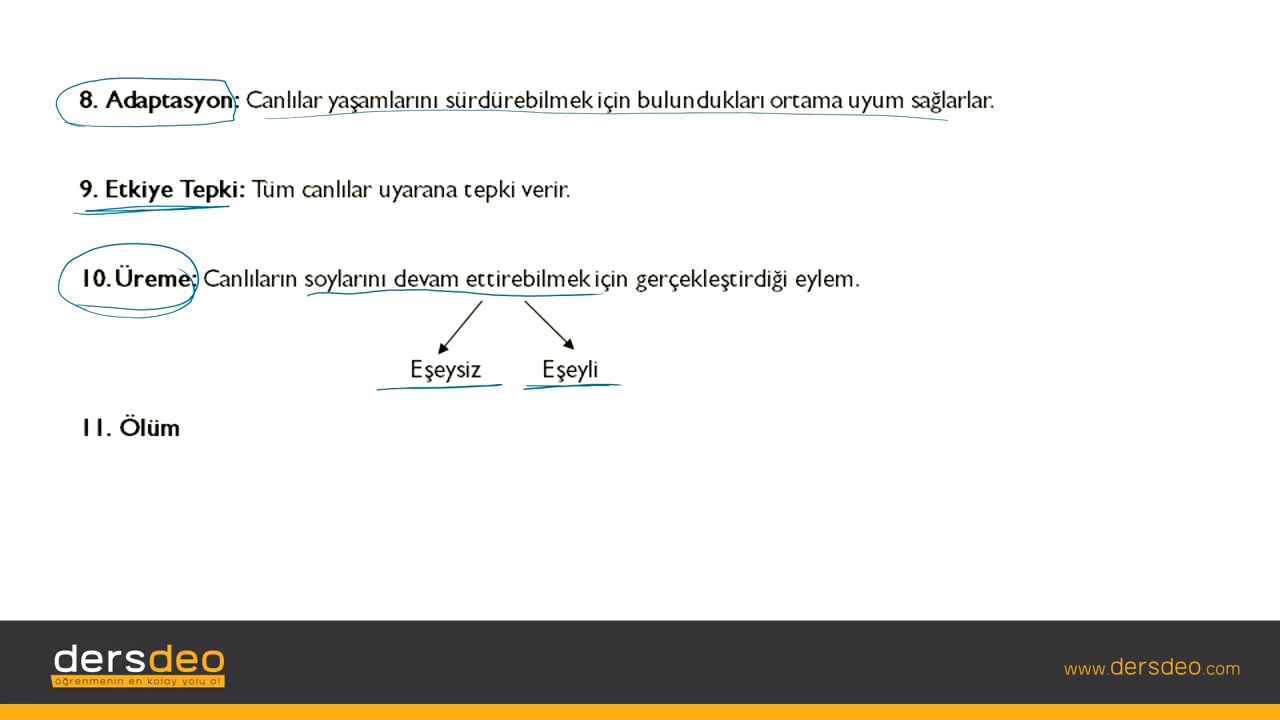 8. Adaptasyon: Canlılar yaşamlarını sürdürebilmek için bulundukları ortama uyum sağlarlar.
9. Etkiye Tepki: Tüm canlılar uyarana tepki verir.
10. Üreme: Canlıların soylarını devam ettirebilmek için gerçekleştirdiği eylem.
Eşeysiz Eşeyli
11. Ölüm
dersdeo
öğrenmenin en kolay yolu o!
www.dersdeo.com